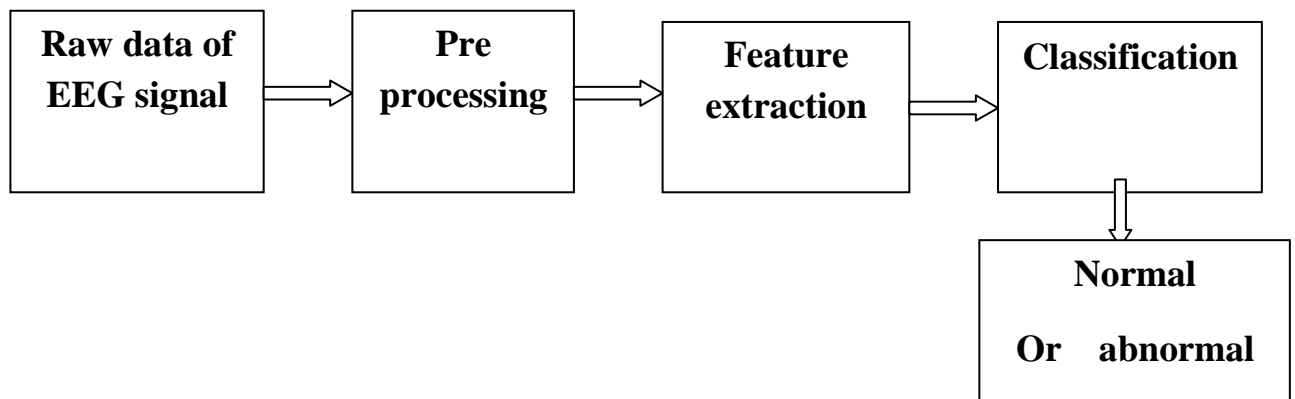 Raw data of
EEG signal
Pre
processing
Feature
extraction
Classification
Normal
Or abnormal